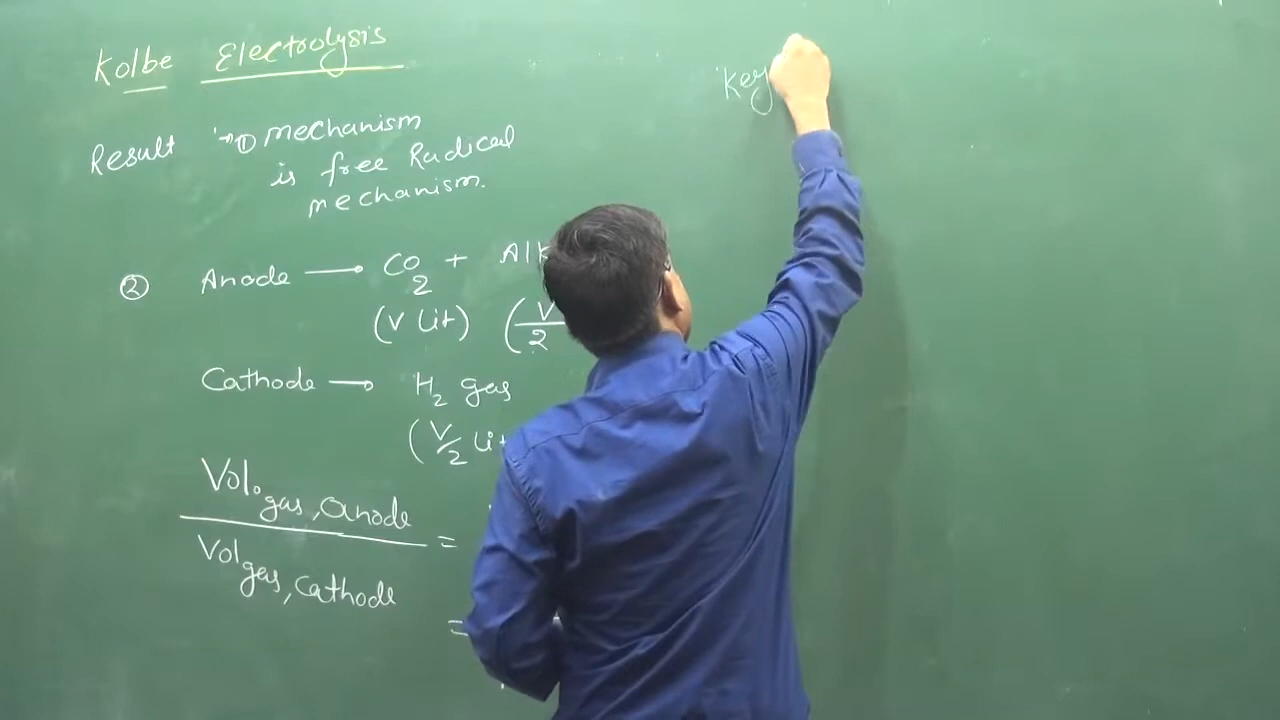 Kolbe Electrolysis
Result → ① mechanism
is free Radical
mechanism.
② Anode → CO2 + Alk
(V Lit) (V/2
Cathode → H2 gas
(V/2 Lit
Vol. gas, anode
=
Vol gas, cathode
=
Key